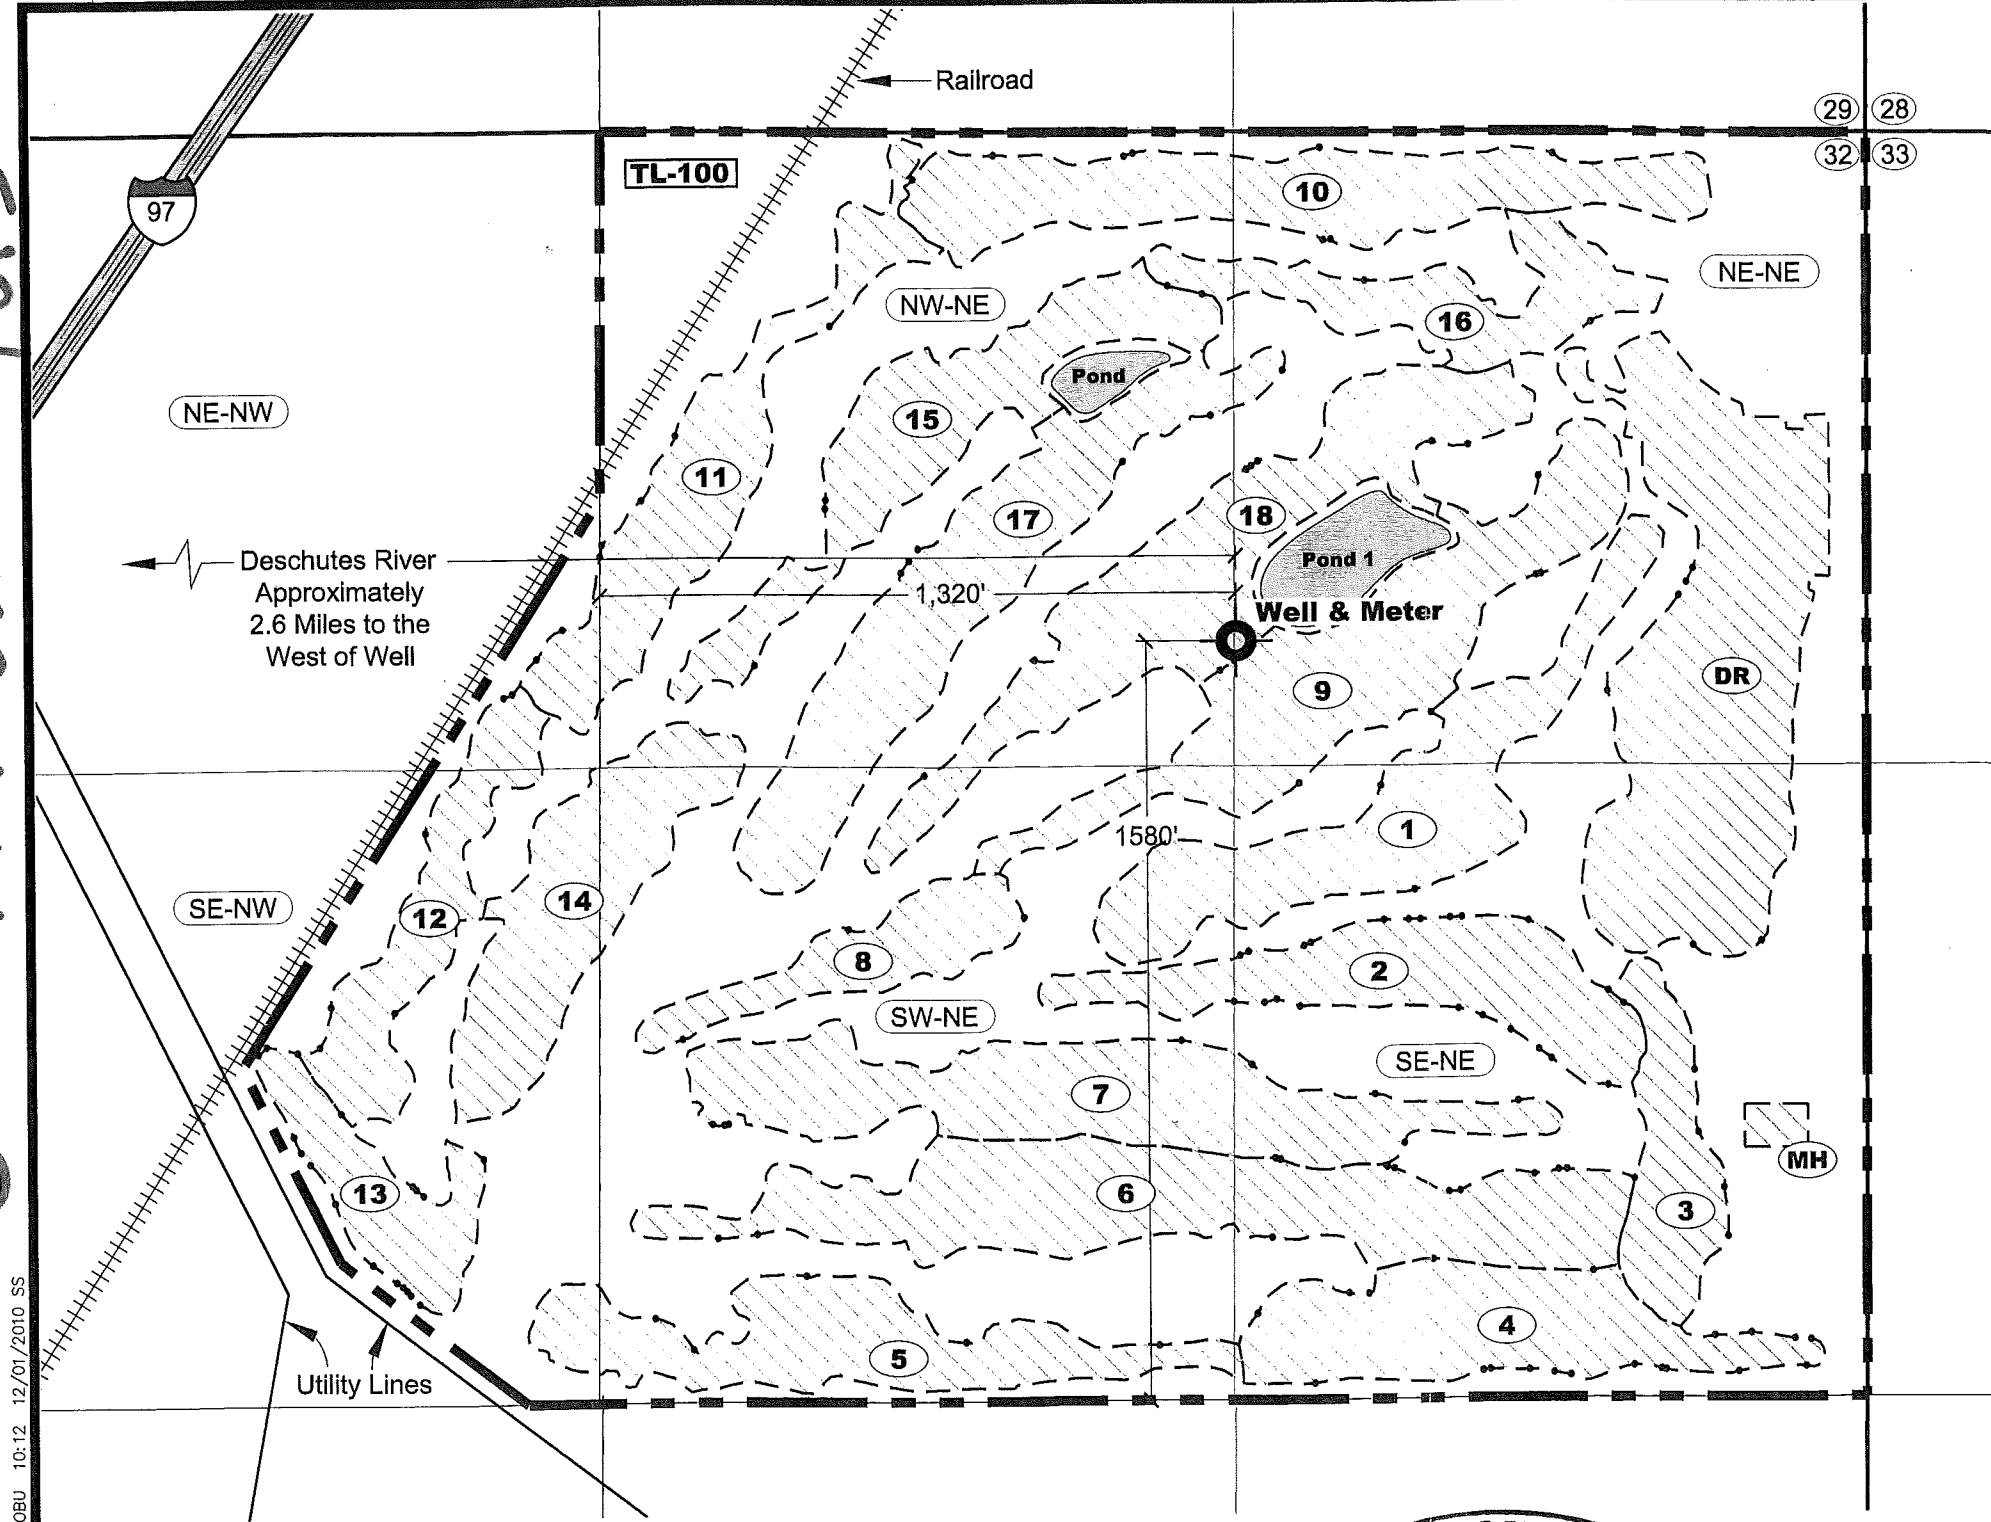 Railroad
29 28
32 33
TL-100
97
10
NE-NE
NW-NE
16
Pond
NE-NW
15
11
17
18
Pond 1
Deschutes River
Approximately
2.6 Miles to the
West of Well
1,320'
Well & Meter
9
DR
1
1580'
SE-NW
12
14
8
2
SW-NE
SE-NE
7
MH
13
6
3
4
5
Utility Lines
OBU 10:12 12/01/2010 SS